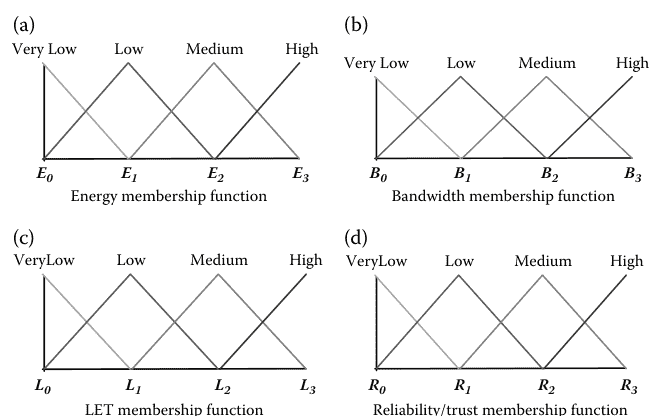 (a)
Very Low Low Medium High
E0 E1 E2 E3
Energy membership function
(b)
Very Low Low Medium High
B0 B1 B2 B3
Bandwidth membership function
(c)
VeryLow Low Medium High
L0 L1 L2 L3
LET membership function
(d)
VeryLow Low Medium High
R0 R1 R2 R3
Reliability/trust membership function